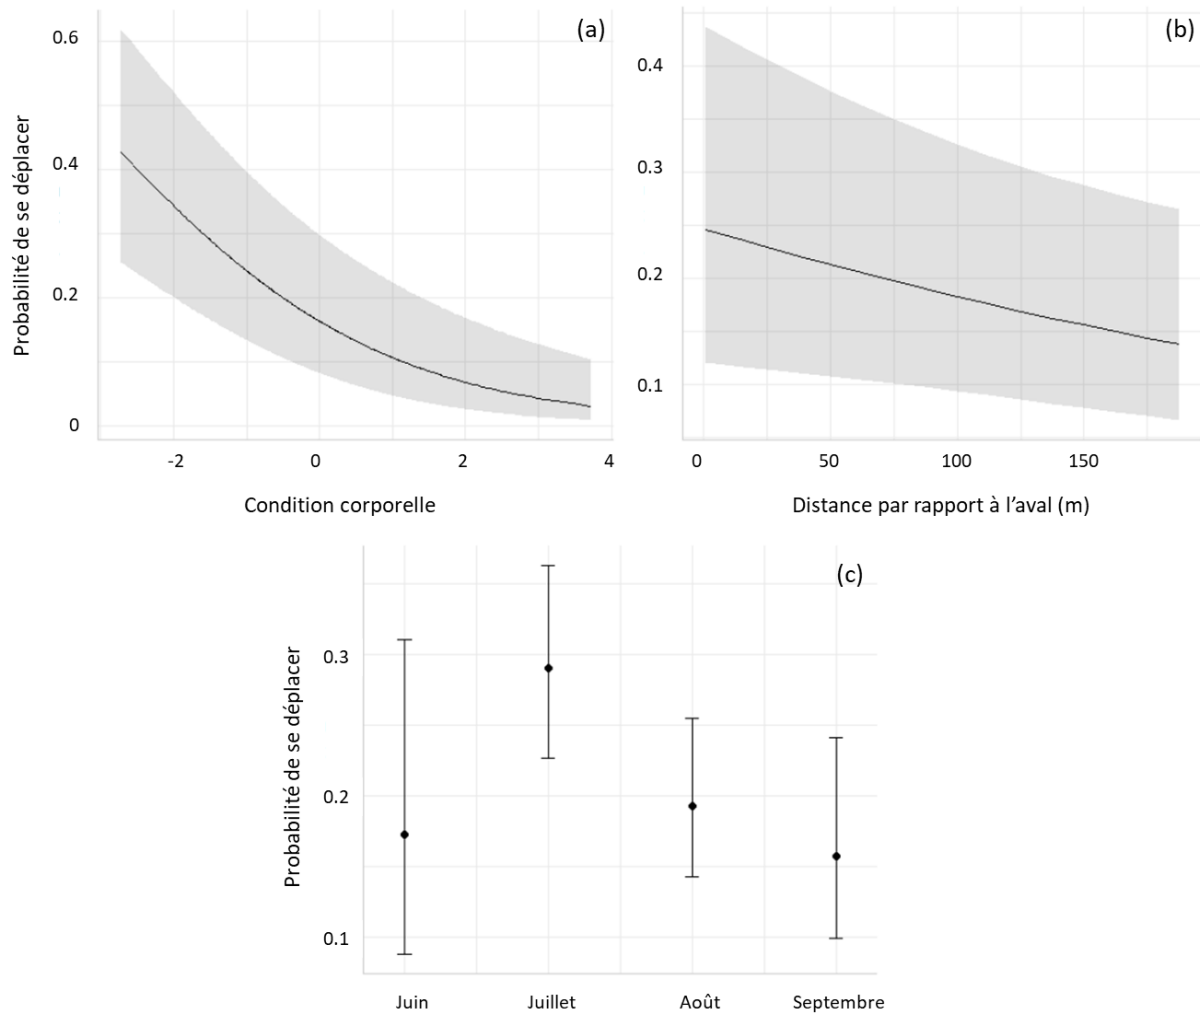 (a)
0.6
0.4
0.2
0
Probabilité de se déplacer
-2 0 2 4
Condition corporelle
(b)
0.4
0.3
0.2
0.1
0 50 100 150
Distance par rapport à l’aval (m)
(c)
0.3
0.2
0.1
Probabilité de se déplacer
Juin Juillet Août Septembre